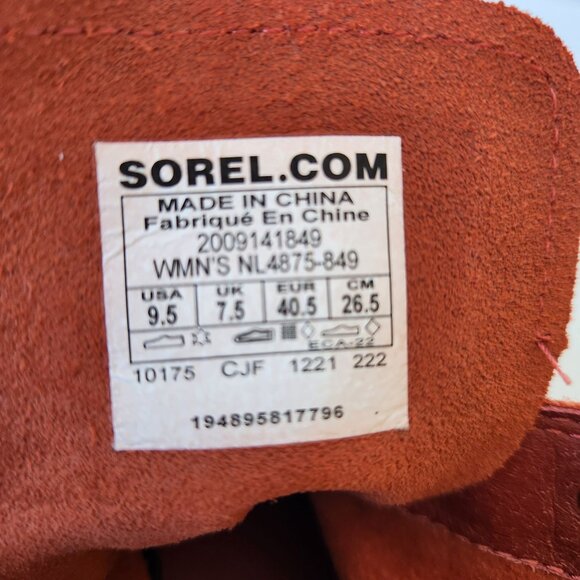 SOREL.COM
MADE IN CHINA
Fabriqué En Chine
2009141849
WMN'S NL4875-849
USA UK EUR CM
9.5 7.5 40.5 26.5
ECA-22
10175 CJF 1221 222
194895817796